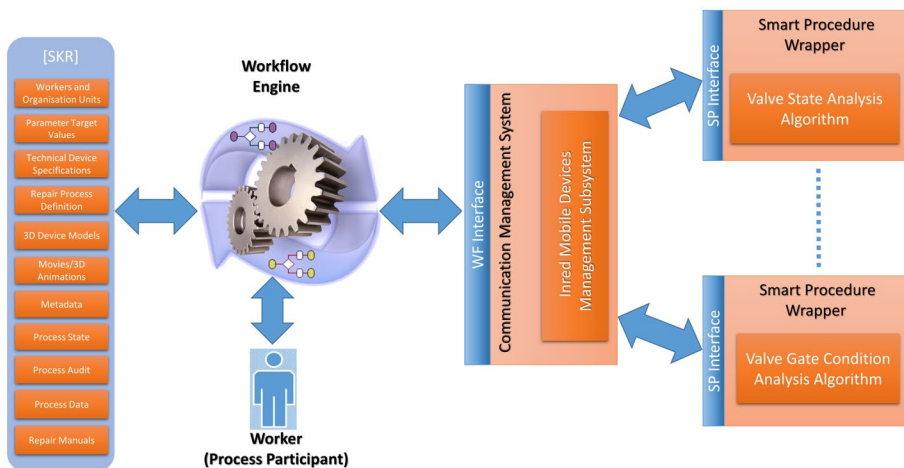 [SKR]
Workers and
Organisation Units
Parameter Target
Values
Technical Device
Specifications
Repair Process
Definition
3D Device Models
Movies/3D
Animations
Metadata
Process State
Process Audit
Process Data
Repair Manuals
Workflow
Engine
Worker
(Process Participant)
WF Interface
Communication Management System
Inred Mobile Devices
Management Subsystem
SP Interface
Smart Procedure
Wrapper
Valve State Analysis
Algorithm
SP Interface
Smart Procedure
Wrapper
Valve Gate Condition
Analysis Algorithm